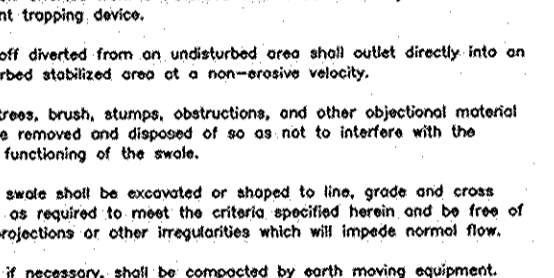 nt trapping device.
off diverted from an undisturbed area shall outlet directly into an
rbed stabilized area at a non-erosive velocity.
trees, brush, stumps, obstructions, and other objectional material
e removed and disposed of so as not to interfere with the
functioning of the swale.
swale shall be excavated or shaped to line, grade and cross
as required to meet the criteria specified herein and be free of
projections or other irregularities which will impede normal flow.
if necessary, shall be compacted by earth moving equipment.